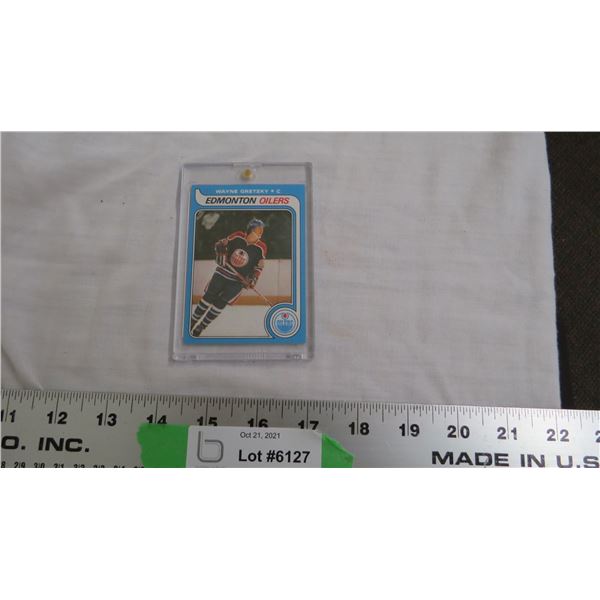 WAYNE GRETZKY ★ C
EDMONTON OILERS
11 12 13 14 15 16 17 18 19 20 21 22
O. INC.
MADE IN U.S
Oct 21, 2021
Lot #6127